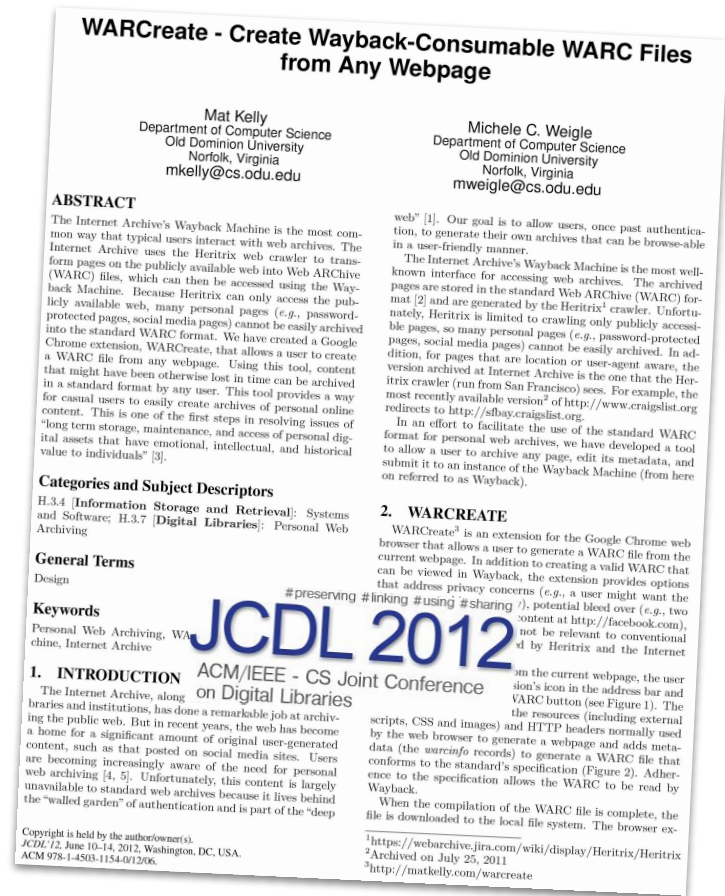 WARCreate - Create Wayback-Consumable WARC Files
from Any Webpage
Mat Kelly
Department of Computer Science
Old Dominion University
Norfolk, Virginia
mkelly@cs.odu.edu
Michele C. Weigle
Department of Computer Science
Old Dominion University
Norfolk, Virginia
mweigle@cs.odu.edu
ABSTRACT
The Internet Archive's Wayback Machine is the most com-
mon way that typical users interact with web archives. The
Internet Archive uses the Heritrix web crawler to trans-
form pages on the publicly available web into Web ARChive
(WARC) files, which can then be accessed using the Way-
back Machine. Because Heritrix can only access the pub-
licly available web, many personal pages (e.g., password-
protected pages, social media pages) cannot be easily archived
into the standard WARC format. We have created a Google
Chrome extension, WARCreate, that allows a user to create
a WARC file from any webpage. Using this tool, content
that might have been otherwise lost in time can be archived
in a standard format by any user. This tool provides a way
for casual users to easily create archives of personal online
content. This is one of the first steps in resolving issues of
"long term storage, maintenance, and access of personal dig-
ital assets that have emotional, intellectual, and historical
value to individuals" [3].
Categories and Subject Descriptors
H.3.4 [Information Storage and Retrieval]: Systems
and Software; H.3.7 [Digital Libraries]: Personal Web
Archiving
General Terms
Design
Keywords
Personal Web Archiving, WA
chine, Internet Archive
1. INTRODUCTION
The Internet Archive, along
braries and institutions, has done a remarkable job at archiv-
ing the public web. But in recent years, the web has become
a home for a significant amount of original user-generated
content, such as that posted on social media sites. Users
are becoming increasingly aware of the need for personal
web archiving [4, 5]. Unfortunately, this content is largely
unavailable to standard web archives because it lives behind
the "walled garden" of authentication and is part of the "deep
Copyright is held by the author/owner(s).
JCDL'12, June 10–14, 2012, Washington, DC, USA.
ACM 978-1-4503-1154-0/12/06.
web" [1]. Our goal is to allow users, once past authentica-
tion, to generate their own archives that can be browse-able
in a user-friendly manner.
The Internet Archive's Wayback Machine is the most well-
known interface for accessing web archives. The archived
pages are stored in the standard Web ARChive (WARC) for-
mat [2] and are generated by the Heritrix¹ crawler. Unfortu-
nately, Heritrix is limited to crawling only publicly accessi-
ble pages, so many personal pages (e.g., password-protected
pages, social media pages) cannot be easily archived. In ad-
dition, for pages that are location or user-agent aware, the
version archived at Internet Archive is the one that the Her-
itrix crawler (run from San Francisco) sees. For example, the
most recently available version² of http://www.craigslist.org
redirects to http://sfbay.craigslist.org.
In an effort to facilitate the use of the standard WARC
format for personal web archives, we have developed a tool
to allow a user to archive any page, edit its metadata, and
submit it to an instance of the Wayback Machine (from here
on referred to as Wayback).
2. WARCREATE
WARCreate³ is an extension for the Google Chrome web
browser that allows a user to generate a WARC file from the
current webpage. In addition to creating a valid WARC that
can be viewed in Wayback, the extension provides options
that address privacy concerns (e.g., a user might want the
), potential bleed over (e.g., two
ontent at http://facebook.com),
not be relevant to conventional
d by Heritrix and the Internet
om the current webpage, the user
sion's icon in the address bar and
WARC button (see Figure 1). The
the resources (including external
scripts, CSS and images) and HTTP headers normally used
by the web browser to generate a webpage and adds meta-
data (the warcinfo records) to generate a WARC file that
conforms to the standard's specification (Figure 2). Adher-
ence to the specification allows the WARC to be read by
Wayback.
When the compilation of the WARC file is complete, the
file is downloaded to the local file system. The browser ex-
¹https://webarchive.jira.com/wiki/display/Heritrix/Heritrix
²Archived on July 25, 2011
³http://matkelly.com/warcreate
#preserving #linking #using #sharing
JCDL 2012
ACM/IEEE - CS Joint Conference
on Digital Libraries